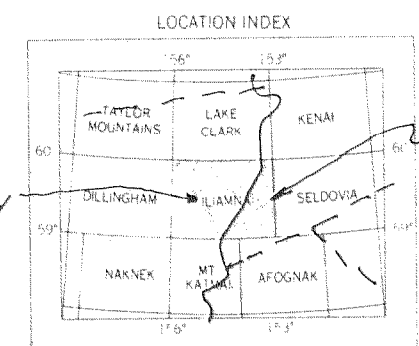 LOCATION INDEX
156° 153°
TAYLOR MOUNTAINS LAKE CLARK KENAI
60 60
DILLINGHAM ILIAMNA SELDOVIA
59° 59°
NAKNEK MT KATMAI AFOGNAK
156° 153°